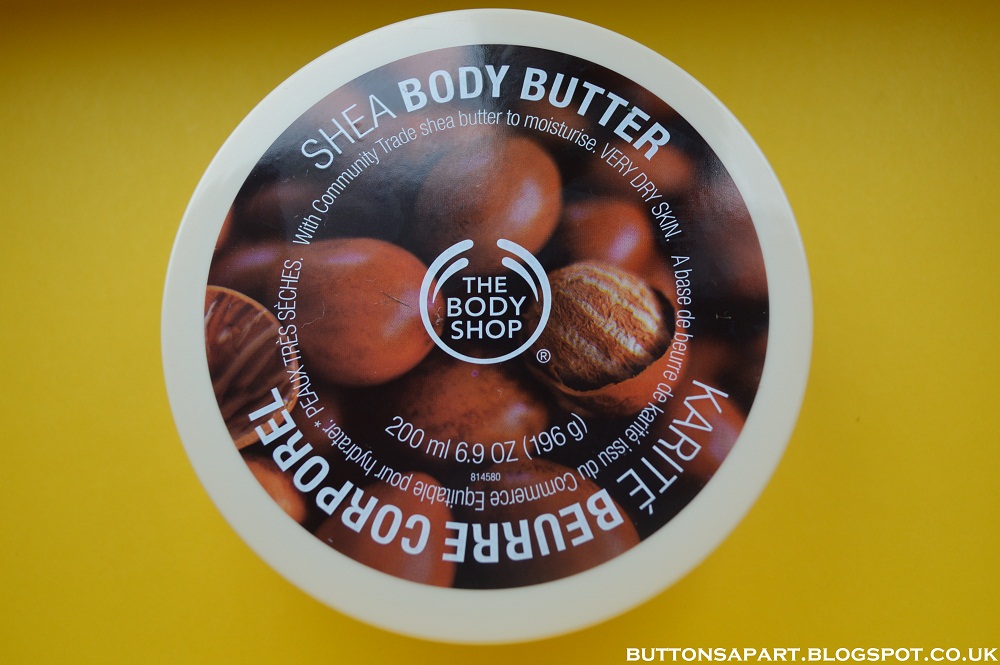 SHEA BODY BUTTER
With Community Trade shea butter to moisturise. VERY DRY SKIN.
THE
BODY
SHOP
®
200 ml 6.9 OZ (196 g)
814580
A base de beurre de karité issu du Commerce Equitable pour hydrater.* PEAUX TRÈS SÈCHES.
KARITÉ BEURRE CORPOREL
BUTTONSAPART.BLOGSPOT.CO.UK